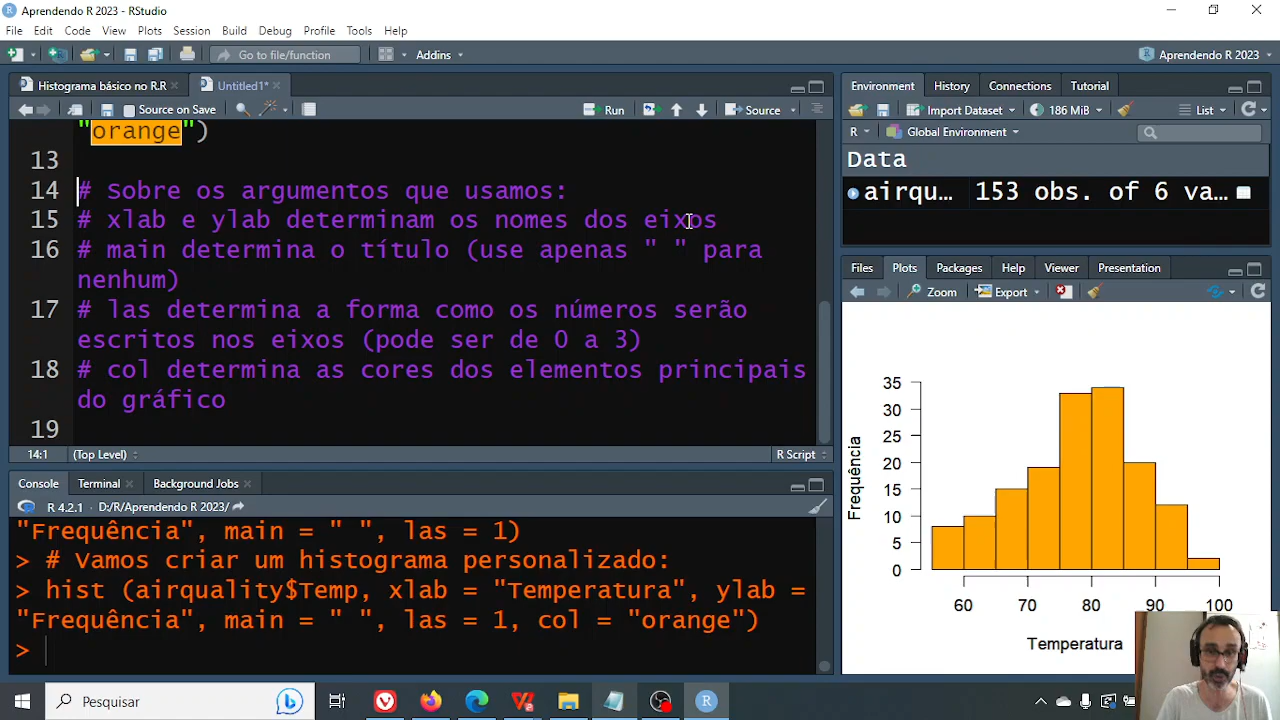 Aprendendo R 2023 - RStudio
File Edit Code View Plots Session Build Debug Profile Tools Help
Go to file/function Addins Aprendendo R 2023
Histograma básico no R.R Untitled1*
Source on Save Run Source
"orange")
13
14 # Sobre os argumentos que usamos:
15 # xlab e ylab determinam os nomes dos eixos
16 # main determina o título (use apenas " " para
nenhum)
17 # las determina a forma como os números serão
escritos nos eixos (pode ser de 0 a 3)
18 # col determina as cores dos elementos principais
do gráfico
19
14:1 (Top Level) R Script
Console Terminal Background Jobs
R 4.2.1 · D:/R/Aprendendo R 2023/
"Frequência", main = " ", las = 1)
> # Vamos criar um histograma personalizado:
> hist (airquality$Temp, xlab = "Temperatura", ylab =
"Frequência", main = " ", las = 1, col = "orange")
>
Environment History Connections Tutorial
Import Dataset 186 MiB List
R Global Environment
Data
airqu… 153 obs. of 6 va…
Files Plots Packages Help Viewer Presentation
Zoom Export
35
30
25
20
15
10
5
0
Frequência
60 70 80 90 100
Temperatura
Pesquisar